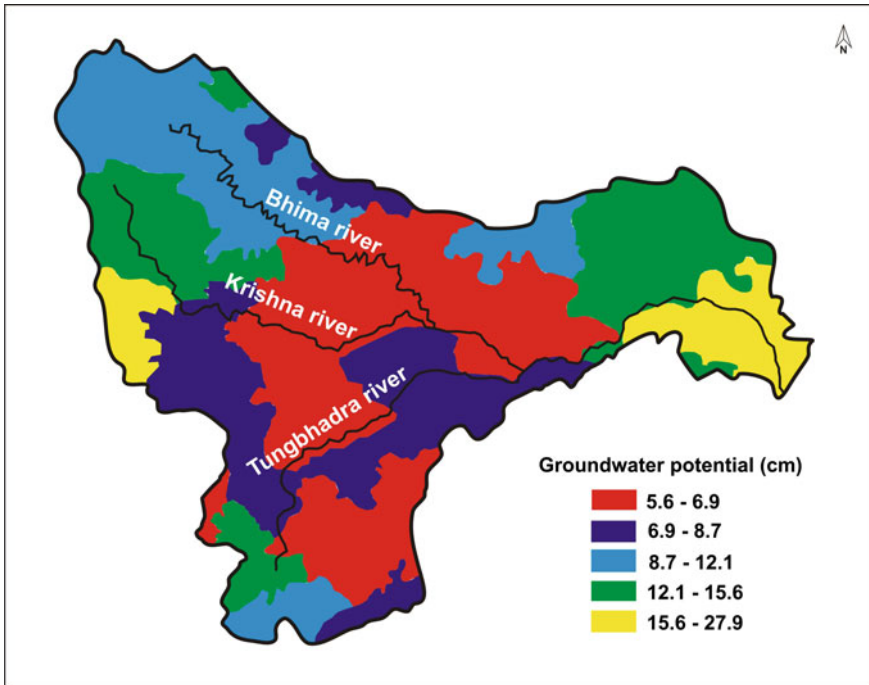 N
Bhima river
Krishna river
Tungbhadra river
Groundwater potential (cm)
5.6 - 6.9
6.9 - 8.7
8.7 - 12.1
12.1 - 15.6
15.6 - 27.9